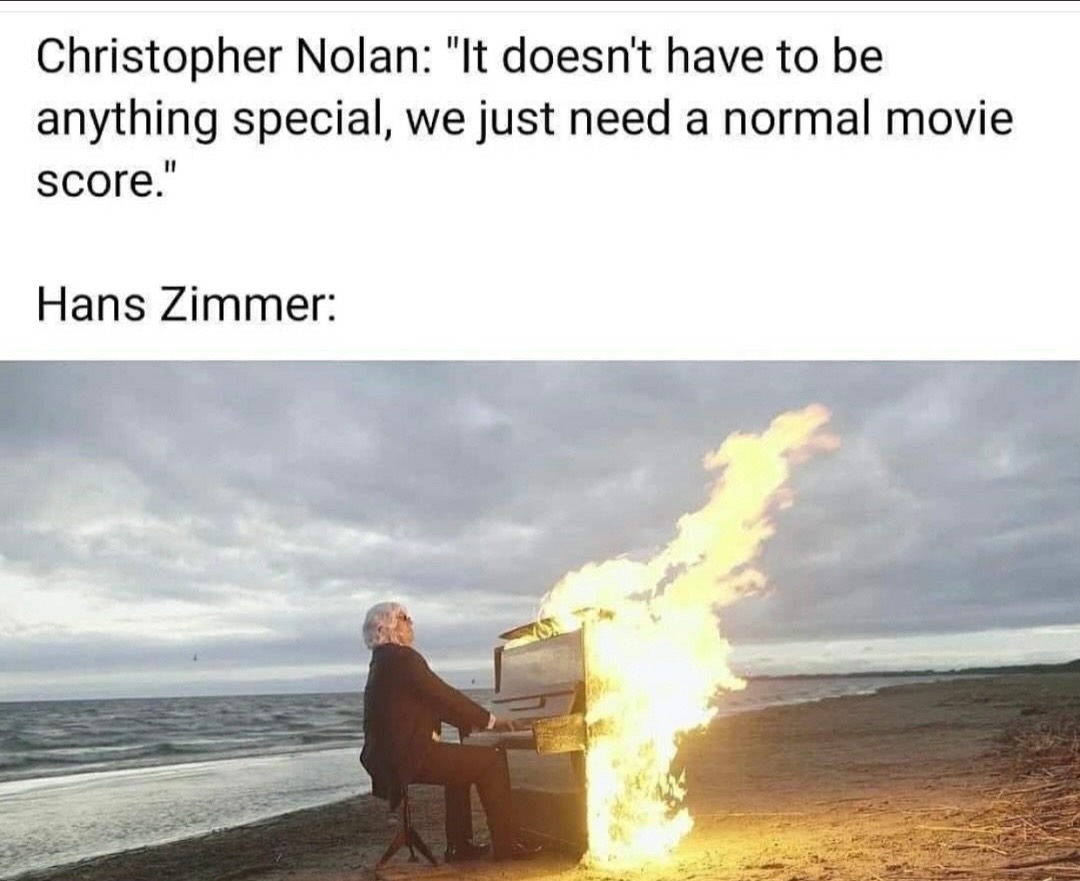 Christopher Nolan: "It doesn't have to be
anything special, we just need a normal movie
score."
Hans Zimmer: